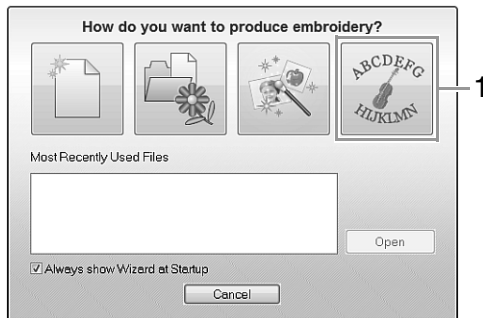 How do you want to produce embroidery?
ABCDEFG
HIJKLMN
1
Most Recently Used Files
Open
Always show Wizard at Startup
Cancel